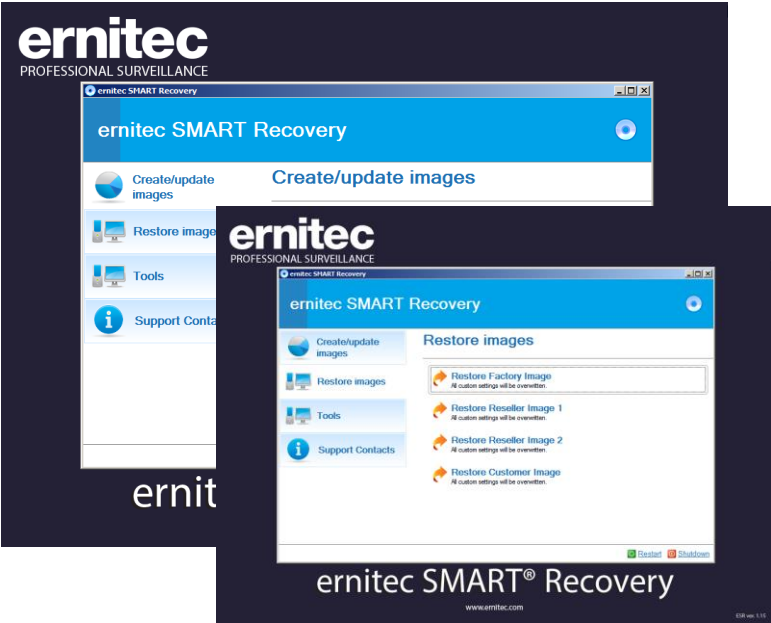 ernitec
PROFESSIONAL SURVEILLANCE
ernitec SMART Recovery
ernitec SMART Recovery
Create/update
images
Create/update images
Restore image
Tools
Support Conta
ernit
ernitec
PROFESSIONAL SURVEILLANCE
ernitec SMART Recovery
ernitec SMART Recovery
Create/update
images
Restore images
Tools
Support Contacts
Restore images
Restore Factory Image
All custom settings will be overwritten.
Restore Reseller Image 1
All custom settings will be overwritten.
Restore Reseller Image 2
All custom settings will be overwritten.
Restore Customer Image
All custom settings will be overwritten.
Restart Shutdown
ernitec SMART® Recovery
www.ernitec.com
ESR ver. 1.15